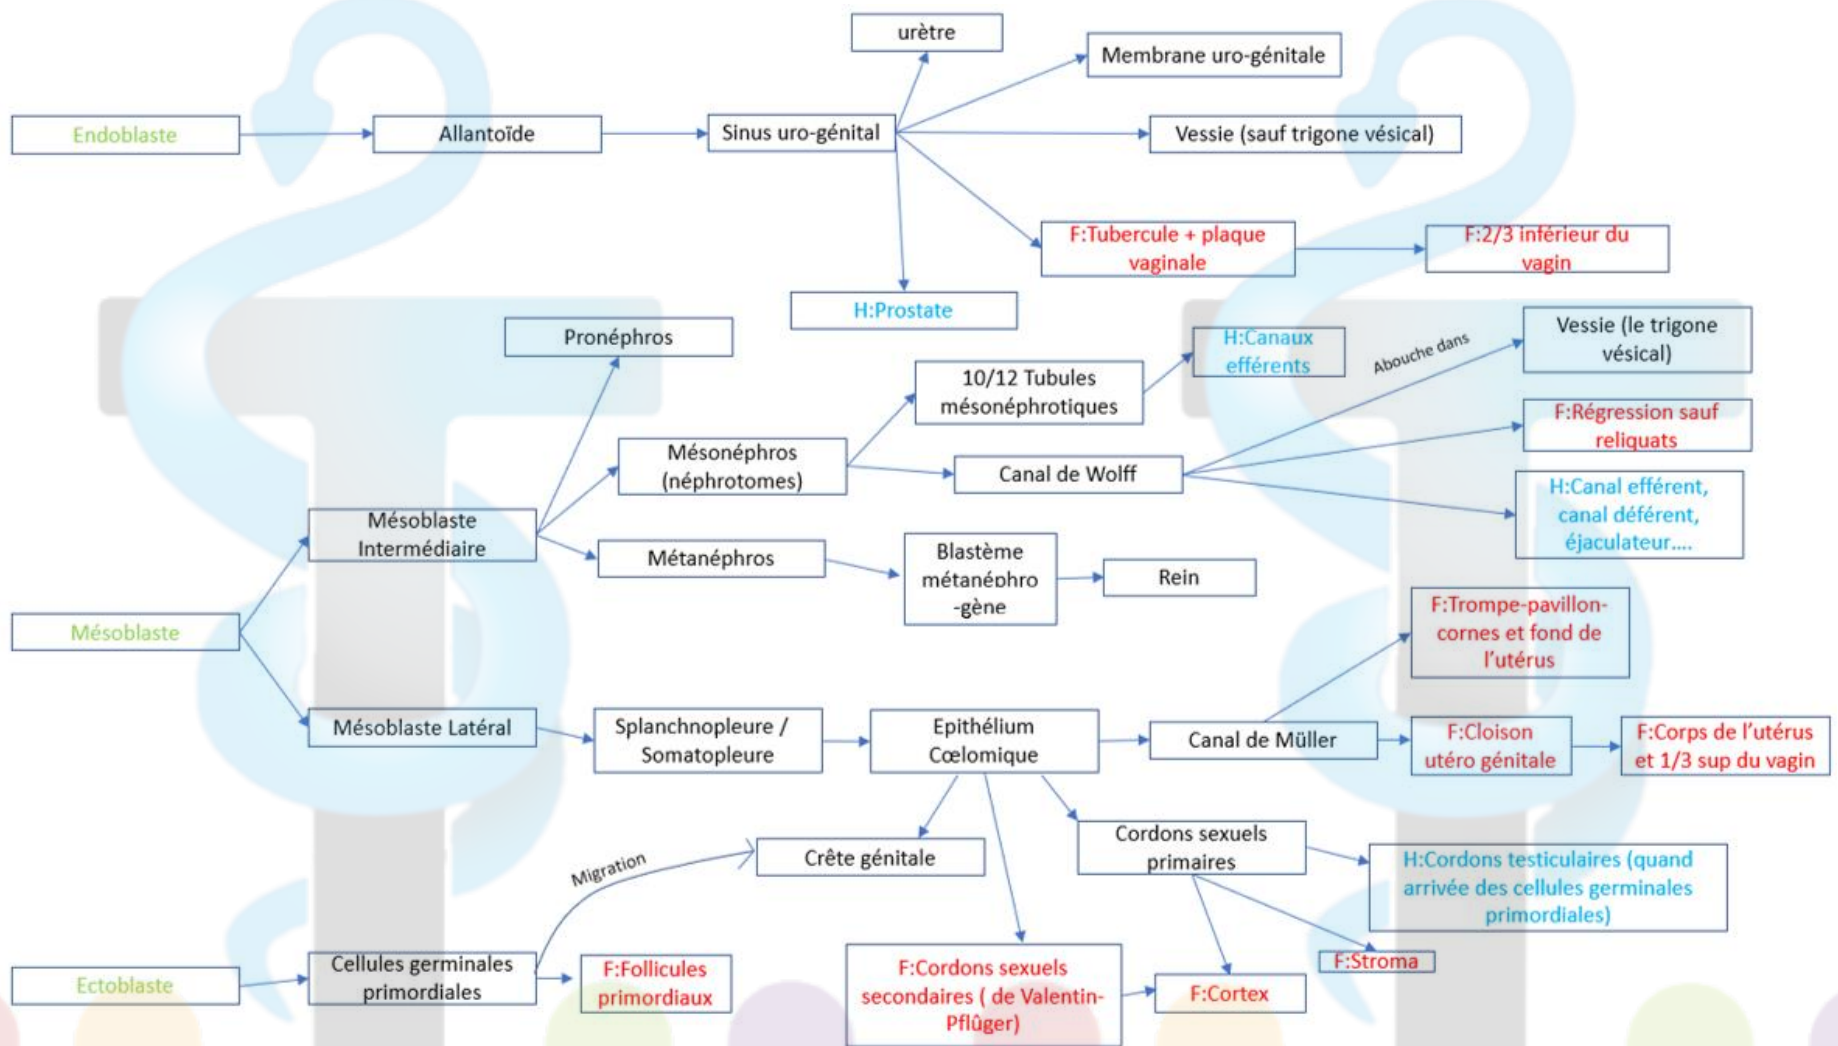 urètre
Membrane uro-génitale
Endoblaste
Allantoïde
Sinus uro-génital
Vessie (sauf trigone vésical)
F:Tubercule + plaque
vaginale
F:2/3 inférieur du
vagin
H:Prostate
Pronéphros
H:Canaux
efférents
Abouche dans
Vessie (le trigone
vésical)
10/12 Tubules
mésonéphrotiques
F:Régression sauf
reliquats
Mésonéphros
(néphrotomes)
Canal de Wolff
H:Canal efférent,
canal déférent,
éjaculateur....
Mésoblaste
Intermédiaire
Métanéphros
Blastème
métanéphro
-gène
Rein
F:Trompe-pavillon-
cornes et fond de
l'utérus
Mésoblaste
Mésoblaste Latéral
Splanchnopleure /
Somatopleure
Epithélium
Cœlomique
Canal de Müller
F:Cloison
utéro génitale
F:Corps de l'utérus
et 1/3 sup du vagin
Migration
Crête génitale
Cordons sexuels
primaires
H:Cordons testiculaires (quand
arrivée des cellules germinales
primordiales)
Ectoblaste
Cellules germinales
primordiales
F:Follicules
primordiaux
F:Cordons sexuels
secondaires ( de Valentin-
Pflûger)
F:Cortex
F:Stroma